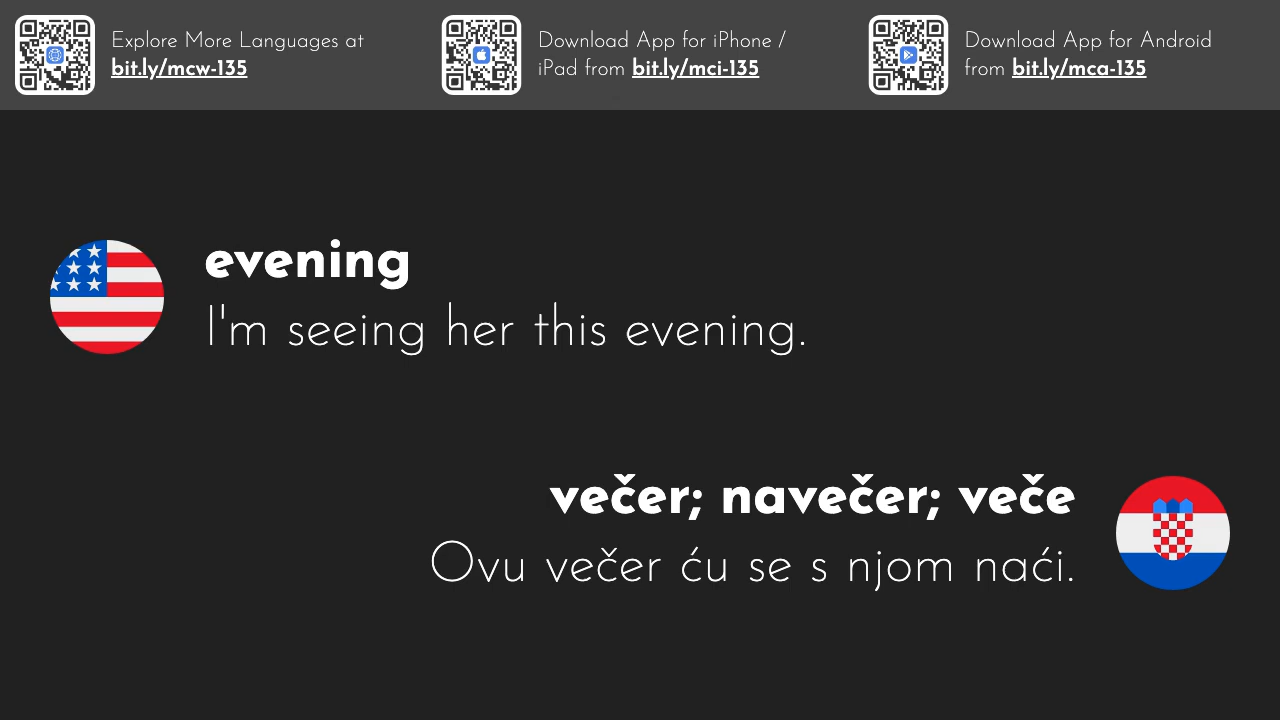 Explore More Languages at
bit.ly/mcw-135
Download App for iPhone /
iPad from bit.ly/mci-135
Download App for Android
from bit.ly/mca-135
evening
I'm seeing her this evening.
večer; navečer; veče
Ovu večer ću se s njom naći.